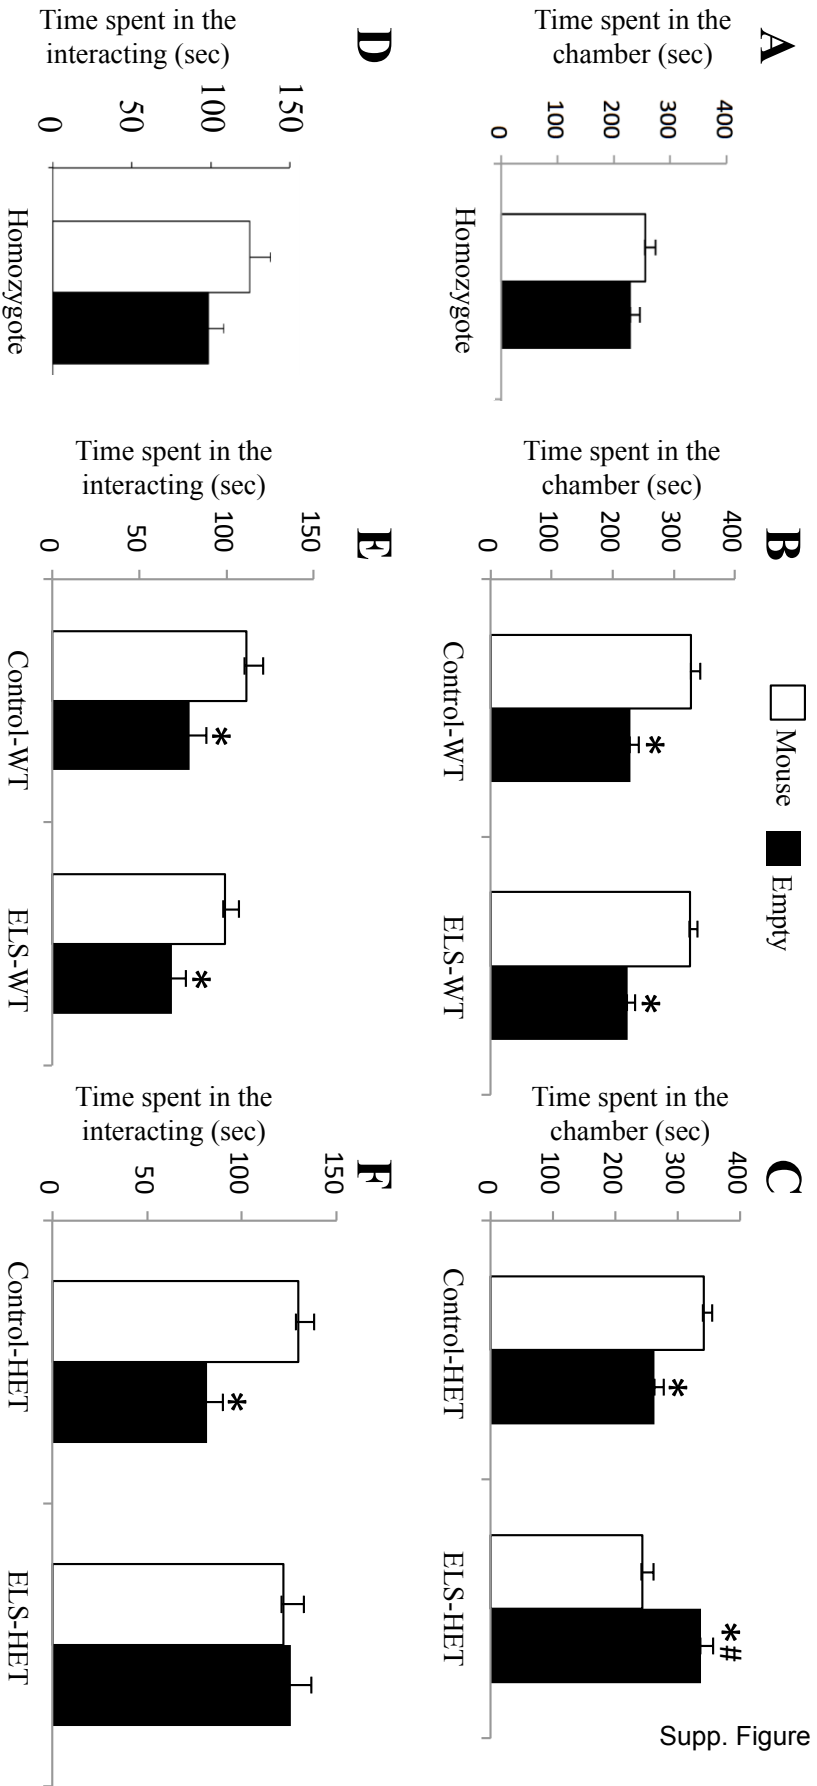 A
Time spent in the
chamber (sec)
400
300
200
100
0
Homozygote
B
Mouse
Empty
Time spent in the
chamber (sec)
400
300
200
100
0
*
*
Control-WT
ELS-WT
C
Time spent in the
chamber (sec)
400
300
200
100
0
*
*#
Control-HET
ELS-HET
D
Time spent in the
interacting (sec)
150
100
50
0
Homozygote
E
Time spent in the
interacting (sec)
150
100
50
0
*
*
Control-WT
ELS-WT
F
Time spent in the
interacting (sec)
150
100
50
0
*
Control-HET
ELS-HET
Supp. Figure